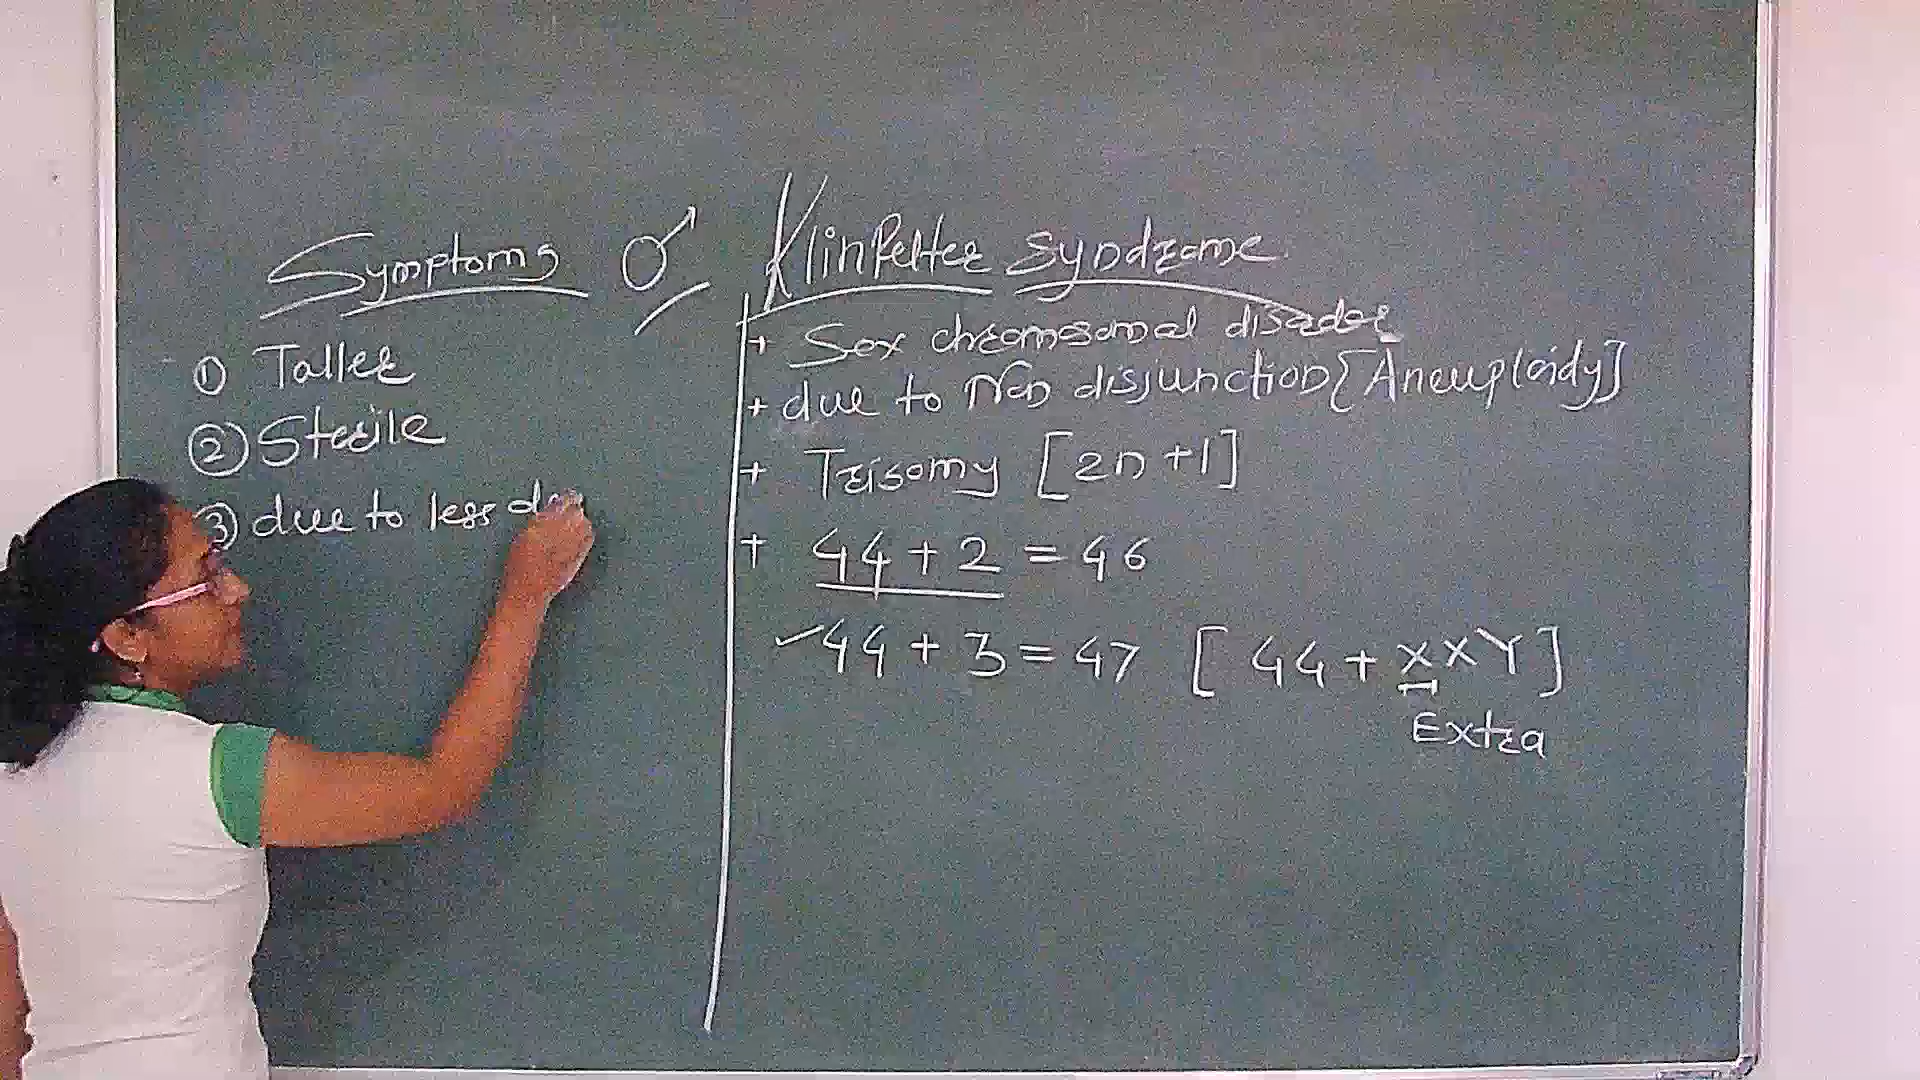 Symptoms ♂
① Taller
② Sterile
③ due to less
Klinfelter Syndrome
+ Sex chromosomal disorder
+ due to Non disjunction [Aneuploidy]
+ Trisomy [2n+1]
+ 44 + 2 = 46
✓44 + 3 = 47 [44 + XXY]
Extra